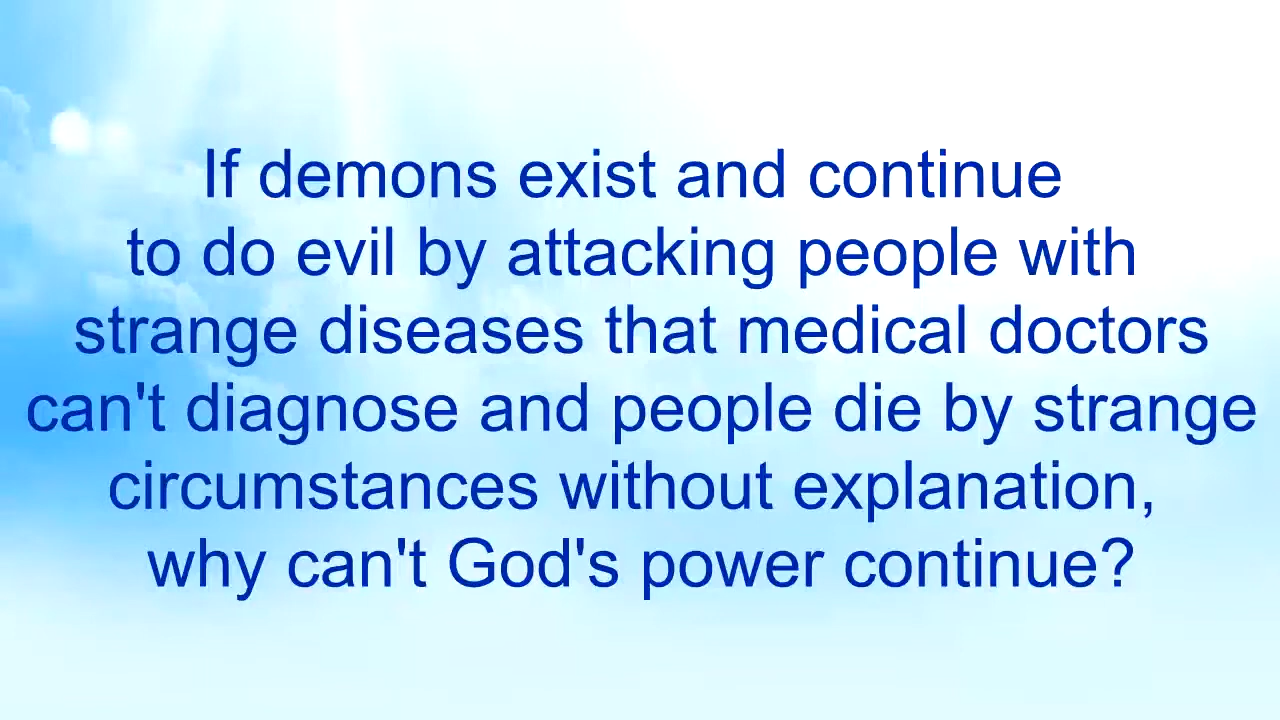 If demons exist and continue
to do evil by attacking people with
strange diseases that medical doctors
can't diagnose and people die by strange
circumstances without explanation,
why can't God's power continue?